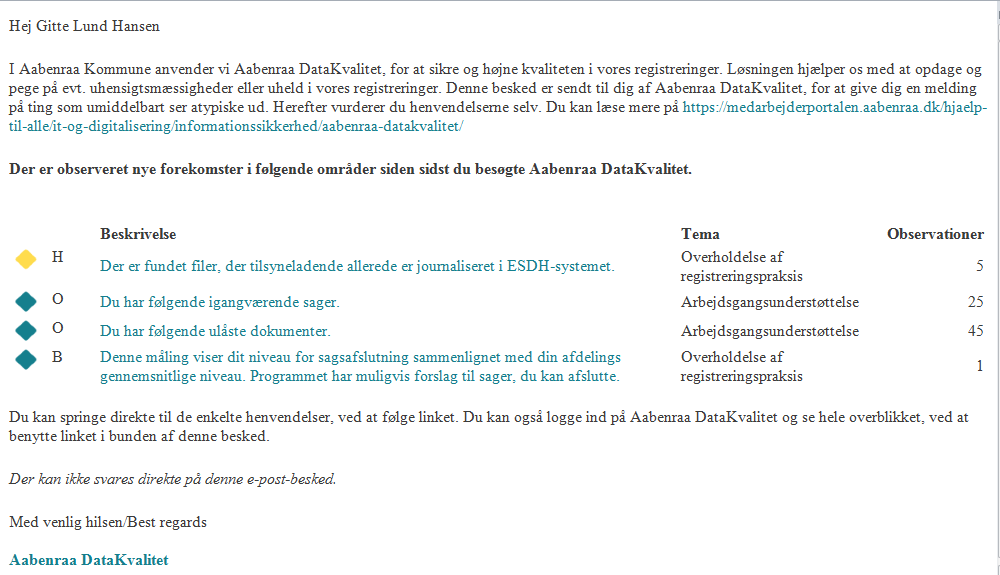 Hej Gitte Lund Hansen
I Aabenraa Kommune anvender vi Aabenraa DataKvalitet, for at sikre og højne kvaliteten i vores registreringer. Løsningen hjælper os med at opdage og
pege på evt. uhensigtsmæssigheder eller uheld i vores registreringer. Denne besked er sendt til dig af Aabenraa DataKvalitet, for at give dig en melding
på ting som umiddelbart ser atypiske ud. Herefter vurderer du henvendelserne selv. Du kan læse mere på https://medarbejderportalen.aabenraa.dk/hjaelp-
til-alle/it-og-digitalisering/informationssikkerhed/aabenraa-datakvalitet/
Der er observeret nye forekomster i følgende områder siden sidst du besøgte Aabenraa DataKvalitet.
Beskrivelse Tema Observationer
H Der er fundet filer, der tilsyneladende allerede er journaliseret i ESDH-systemet. Overholdelse af 5
registreringspraksis
O Du har følgende igangværende sager. Arbejdsgangsunderstøttelse 25
O Du har følgende ulåste dokumenter. Arbejdsgangsunderstøttelse 45
B Denne måling viser dit niveau for sagsafslutning sammenlignet med din afdelings Overholdelse af 1
gennemsnitlige niveau. Programmet har muligvis forslag til sager, du kan afslutte. registreringspraksis
Du kan springe direkte til de enkelte henvendelser, ved at følge linket. Du kan også logge ind på Aabenraa DataKvalitet og se hele overblikket, ved at
benytte linket i bunden af denne besked.
Der kan ikke svares direkte på denne e-post-besked.
Med venlig hilsen/Best regards
Aabenraa DataKvalitet